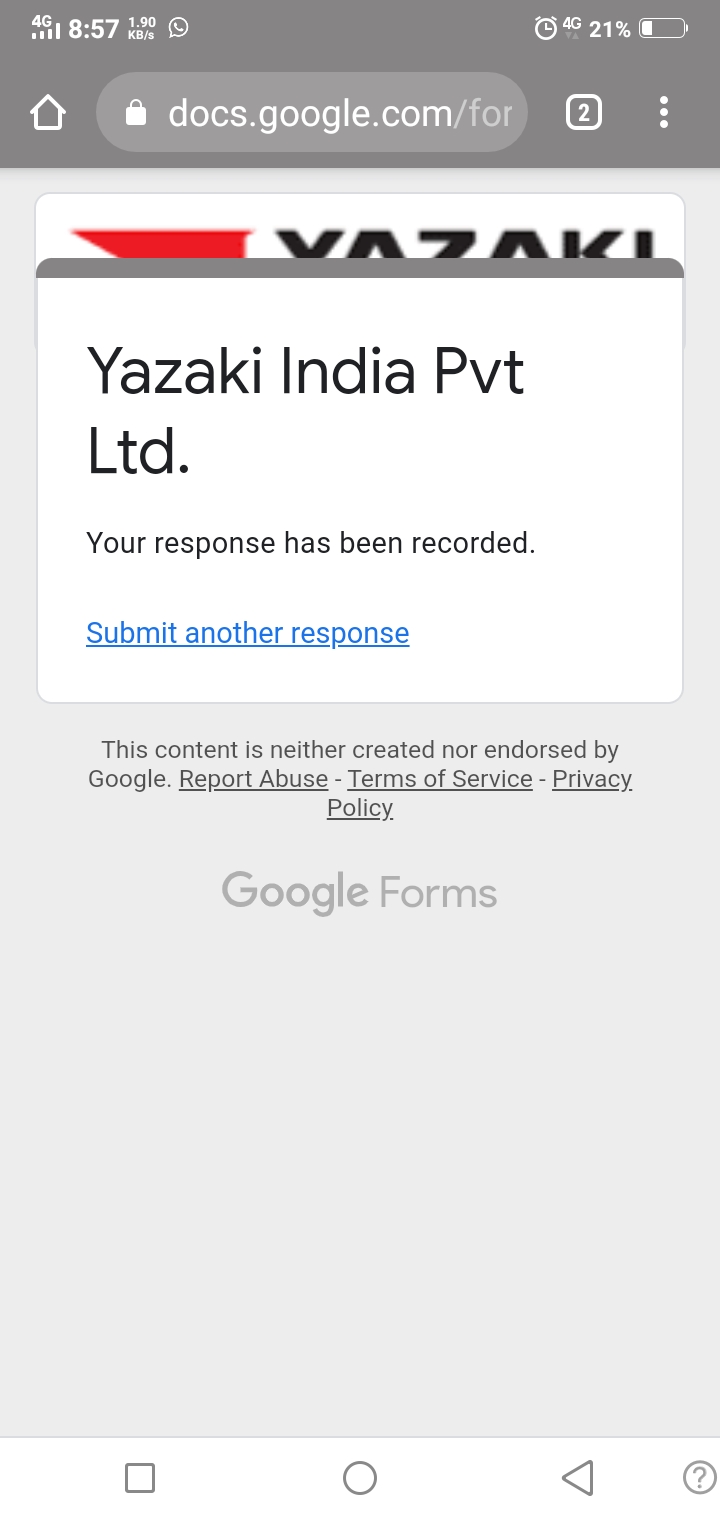 4G 8:57 1.90 KB/s 4G 21%
docs.google.com/for 2
YAZAKI
Yazaki India Pvt
Ltd.
Your response has been recorded.
Submit another response
This content is neither created nor endorsed by
Google. Report Abuse - Terms of Service - Privacy
Policy
Google Forms
?